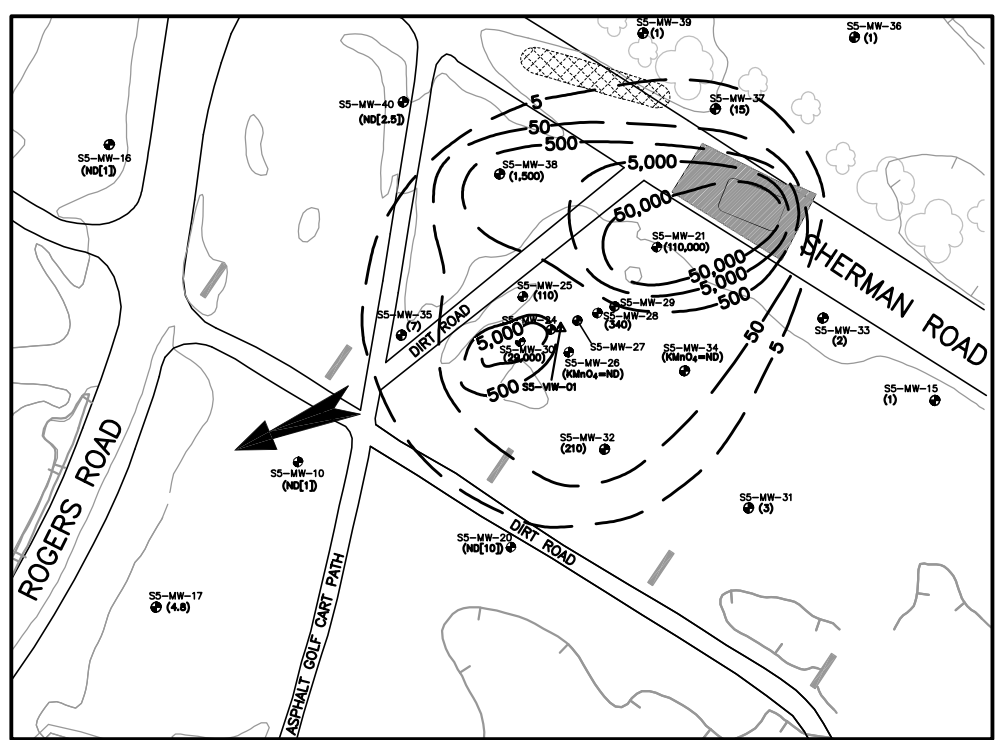 S5-MW-39
(1)
S5-MW-36
(1)
S5-MW-40
(ND[2.5])
5
S5-MW-37
(15)
50
500
S5-MW-16
(ND[1])
S5-MW-38
(1,500)
5,000
50,000
S5-MW-21
(110,000)
SHERMAN ROAD
50,000
5,000
500
S5-MW-25
(110)
S5-MW-29
S5-MW-28
(340)
S5-MW-35
(7)
DIRT ROAD
S5-MW-24
5,000
S5-MW-30
(29,000)
S5-MW-27
S5-MW-26
(KMnO₄=ND)
S5-MW-34
(KMnO₄=ND)
50
5
S5-MW-33
(2)
500
S5-MW-15
(1)
S5-MW-32
(210)
ROGERS ROAD
S5-MW-10
(ND[1])
S5-MW-31
(3)
S5-MW-20
(ND[10])
DIRT ROAD
S5-MW-17
(4.8)
ASPHALT GOLF CART PATH